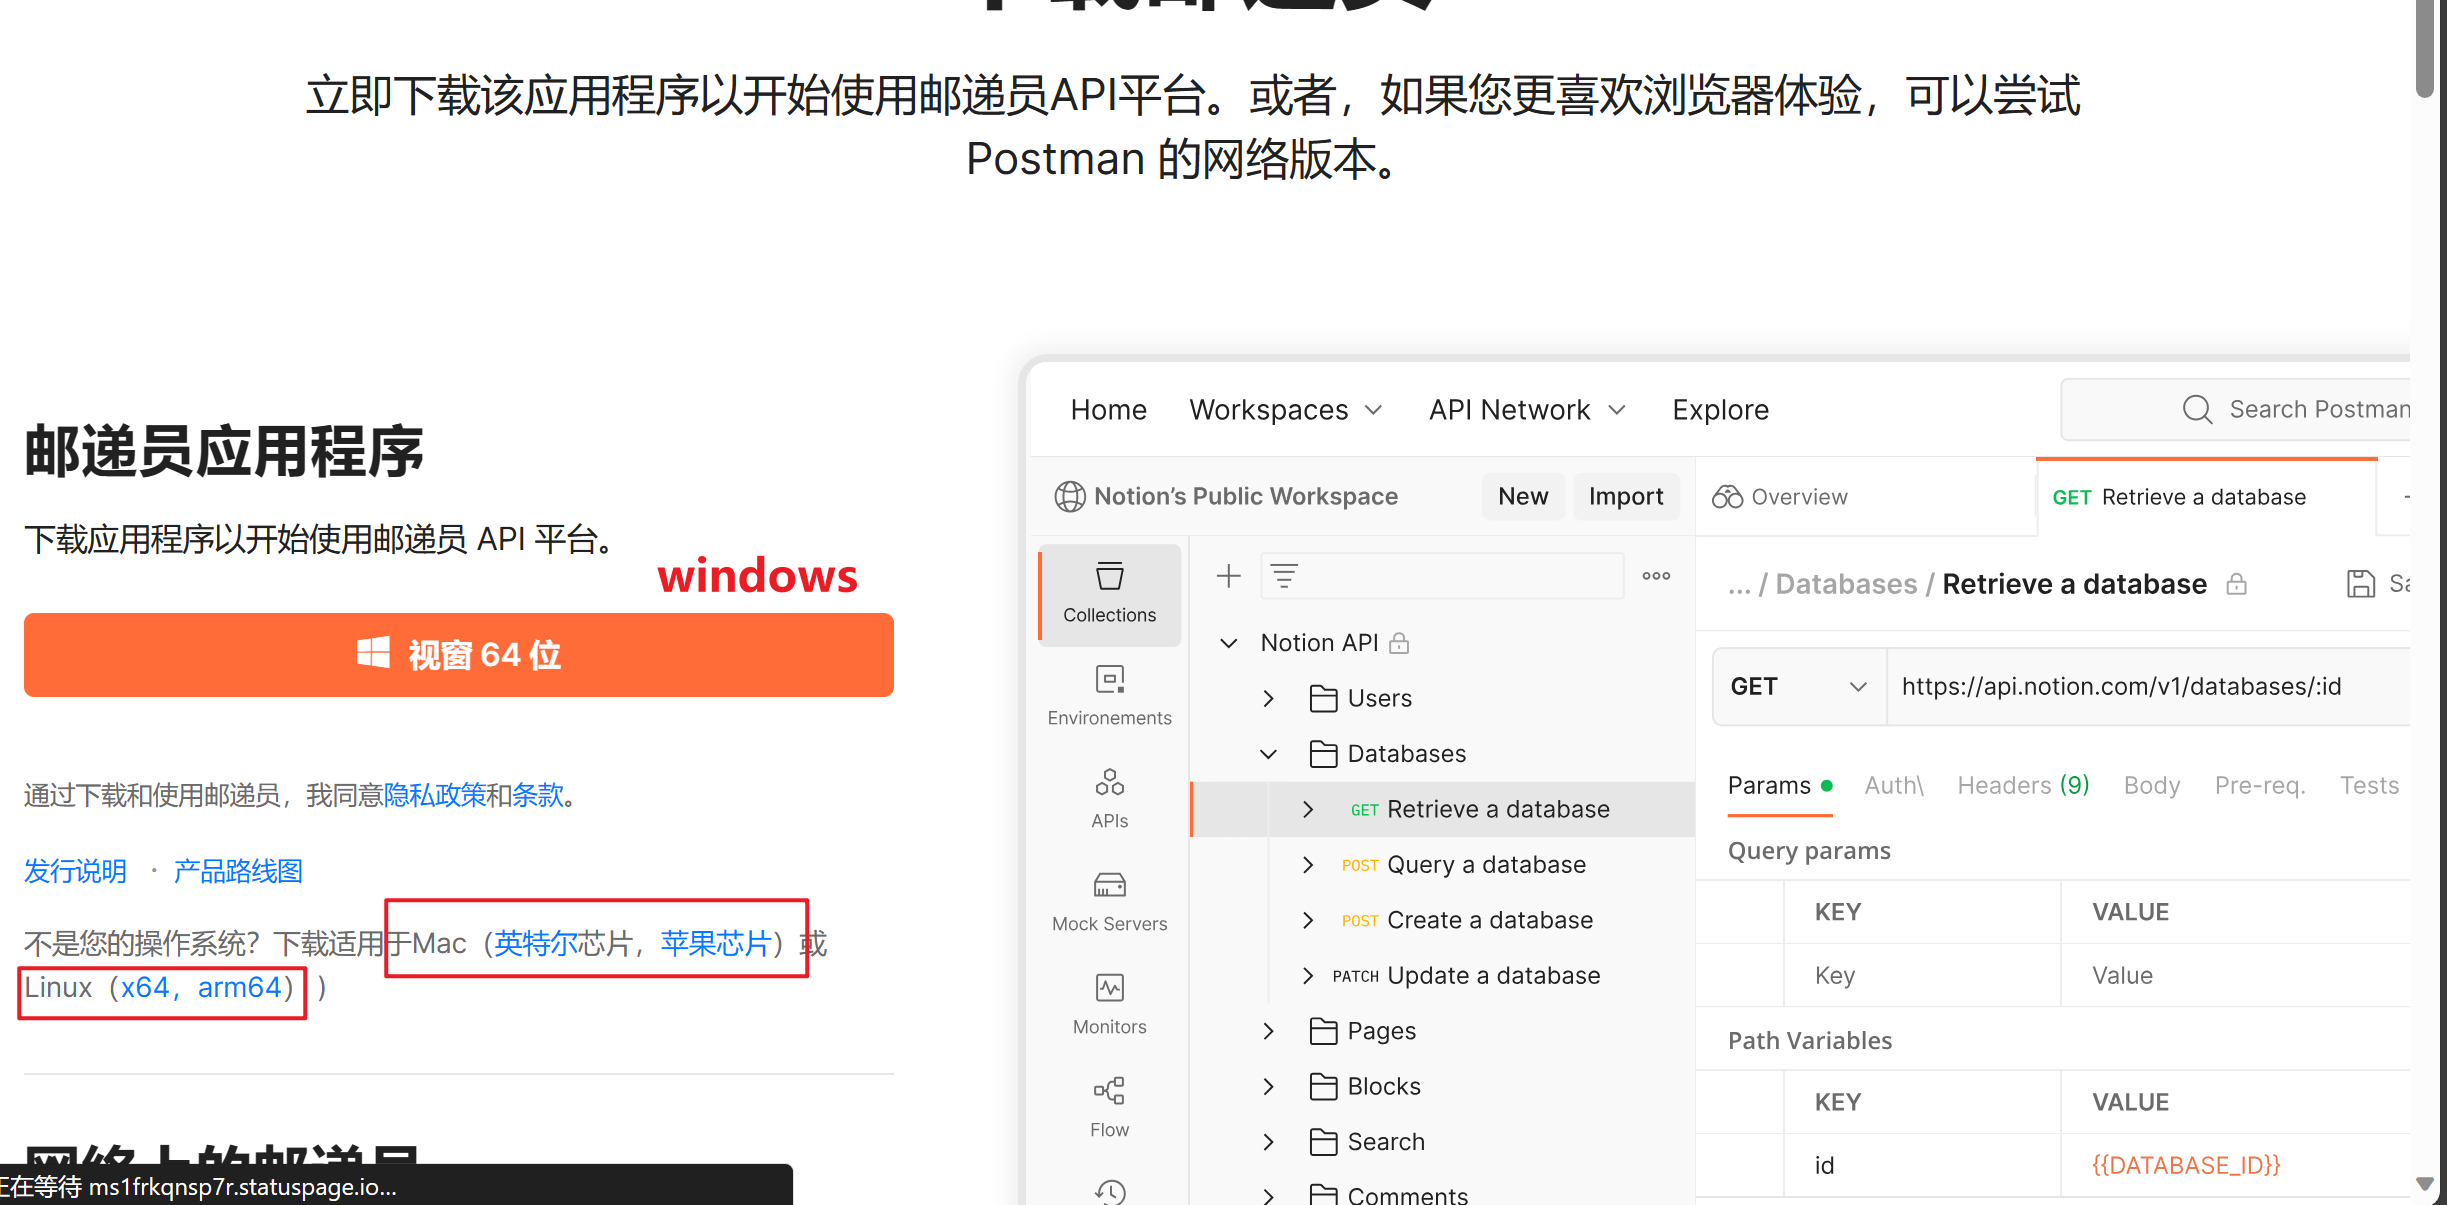 立即下载该应用程序以开始使用邮递员API平台。或者，如果您更喜欢浏览器体验，可以尝试
Postman 的网络版本。
邮递员应用程序
下载应用程序以开始使用邮递员 API 平台。
windows
视窗 64 位
通过下载和使用邮递员，我同意隐私政策和条款。
发行说明 · 产品路线图
不是您的操作系统？下载适用于Mac（英特尔芯片，苹果芯片）或
Linux（x64，arm64））
正在等待 ms1frkqnsp7r.statuspage.io...
Home Workspaces API Network Explore
Search Postman
Notion’s Public Workspace New Import
Overview
GET Retrieve a database
Collections
Environements
APIs
Mock Servers
Monitors
Flow
Notion API
Users
Databases
GET Retrieve a database
POST Query a database
POST Create a database
PATCH Update a database
Pages
Blocks
Search
Comments
... / Databases / Retrieve a database
GET https://api.notion.com/v1/databases/:id
Params Auth\ Headers (9) Body Pre-req. Tests
Query params
KEY VALUE
Key Value
Path Variables
KEY VALUE
id {{DATABASE_ID}}